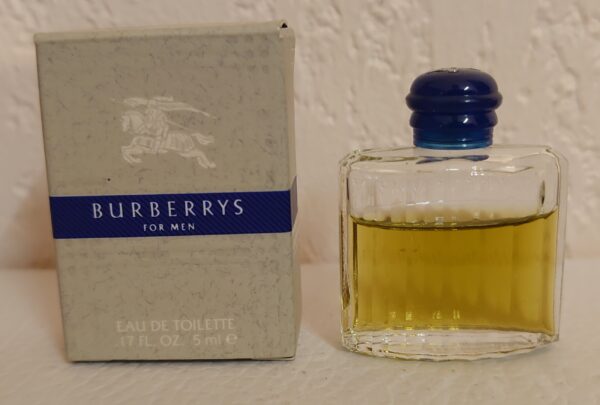 BURBERRYS
FOR MEN
EAU DE TOILETTE
17 FL. OZ. 5 ml e